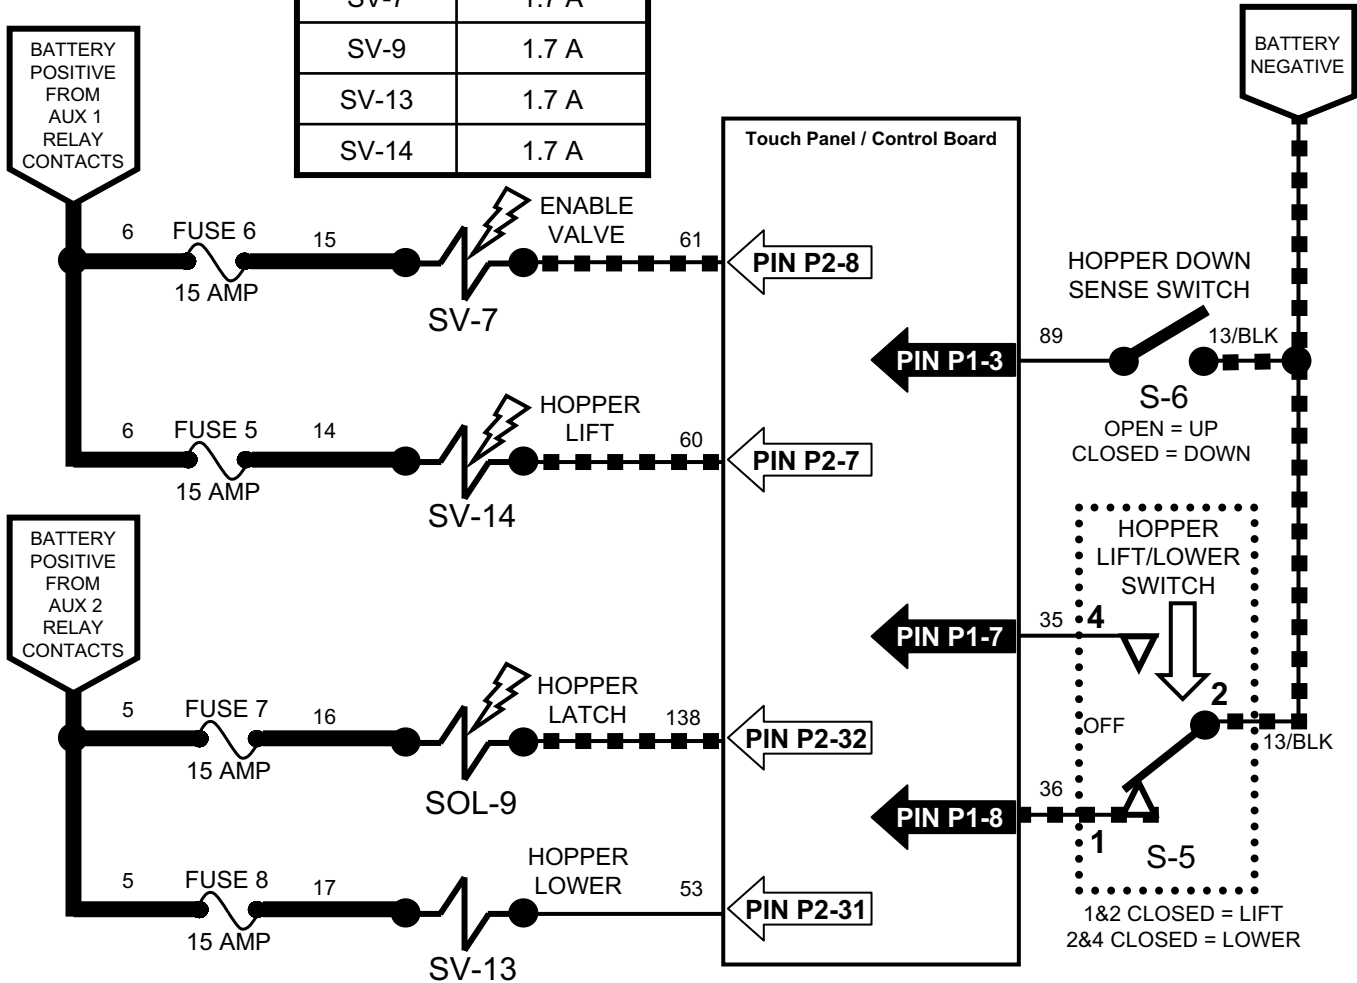 SV-7 1.7 A
SV-9 1.7 A
SV-13 1.7 A
SV-14 1.7 A
BATTERY
POSITIVE
FROM
AUX 1
RELAY
CONTACTS
BATTERY
NEGATIVE
Touch Panel / Control Board
6 FUSE 6 15
15 AMP
SV-7
ENABLE
VALVE
61
PIN P2-8
HOPPER DOWN
SENSE SWITCH
PIN P1-3
89
13/BLK
S-6
OPEN = UP
CLOSED = DOWN
6 FUSE 5 14
15 AMP
SV-14
HOPPER
LIFT
60
PIN P2-7
BATTERY
POSITIVE
FROM
AUX 2
RELAY
CONTACTS
HOPPER
LIFT/LOWER
SWITCH
PIN P1-7
35
4
2
OFF
13/BLK
5 FUSE 7 16
15 AMP
SOL-9
HOPPER
LATCH
138
PIN P2-32
PIN P1-8
36
1
S-5
1&2 CLOSED = LIFT
2&4 CLOSED = LOWER
5 FUSE 8 17
15 AMP
SV-13
HOPPER
LOWER
53
PIN P2-31